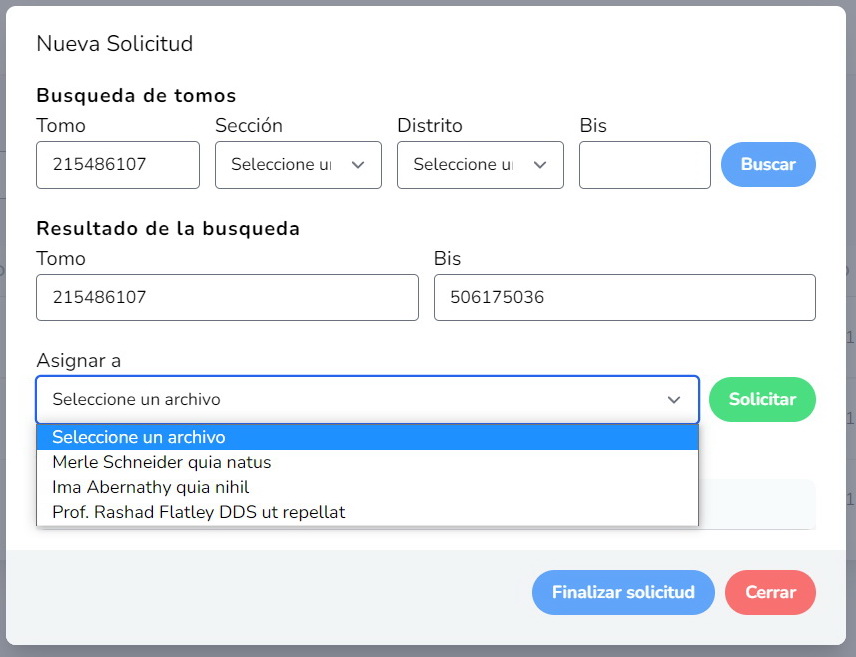 Nueva Solicitud
Busqueda de tomos
Tomo Sección Distrito Bis
215486107 Seleccione Seleccione Buscar
Resultado de la busqueda
Tomo Bis
215486107 506175036
Asignar a
Seleccione un archivo Solicitar
Seleccione un archivo
Merle Schneider quia natus
Ima Abernathy quia nihil
Prof. Rashad Flatley DDS ut repellat
Finalizar solicitud Cerrar